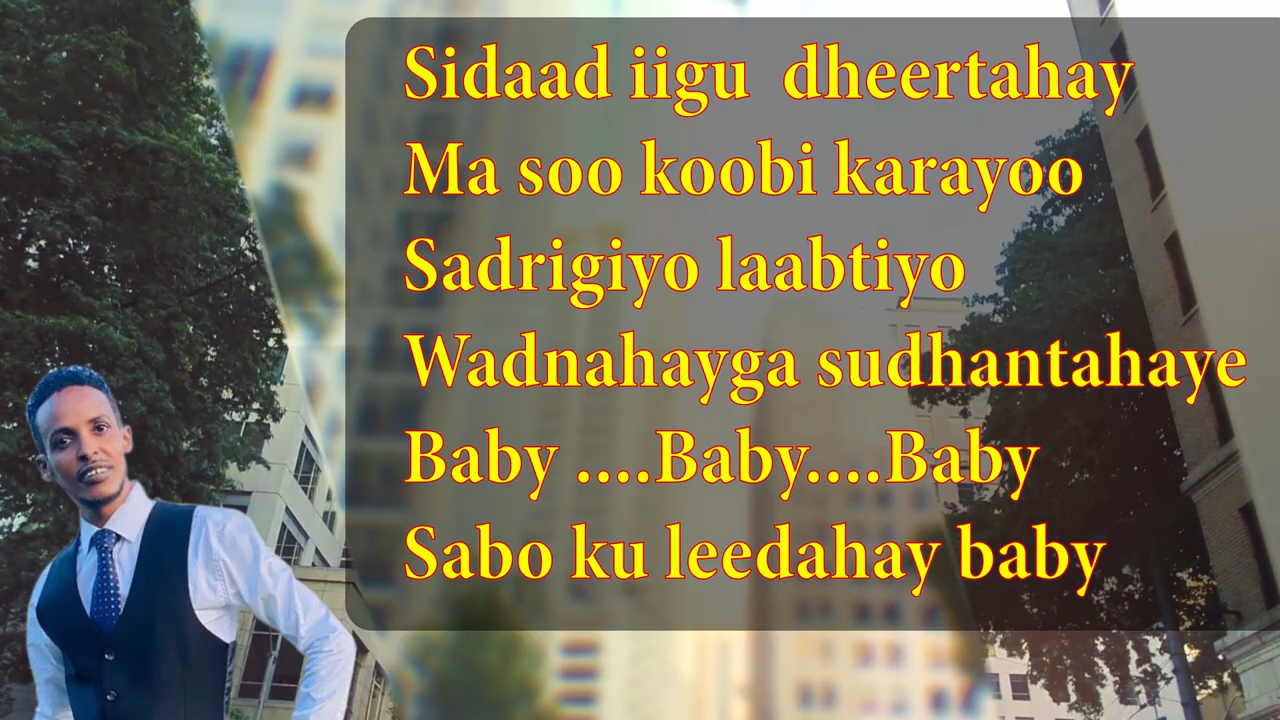 Sidaad iigu dheertahay
Ma soo koobi karayoo
Sadrigiyo laabtiyo
Wadnahayga sudhantahaye
Baby ....Baby....Baby
Sabo ku leedahay baby